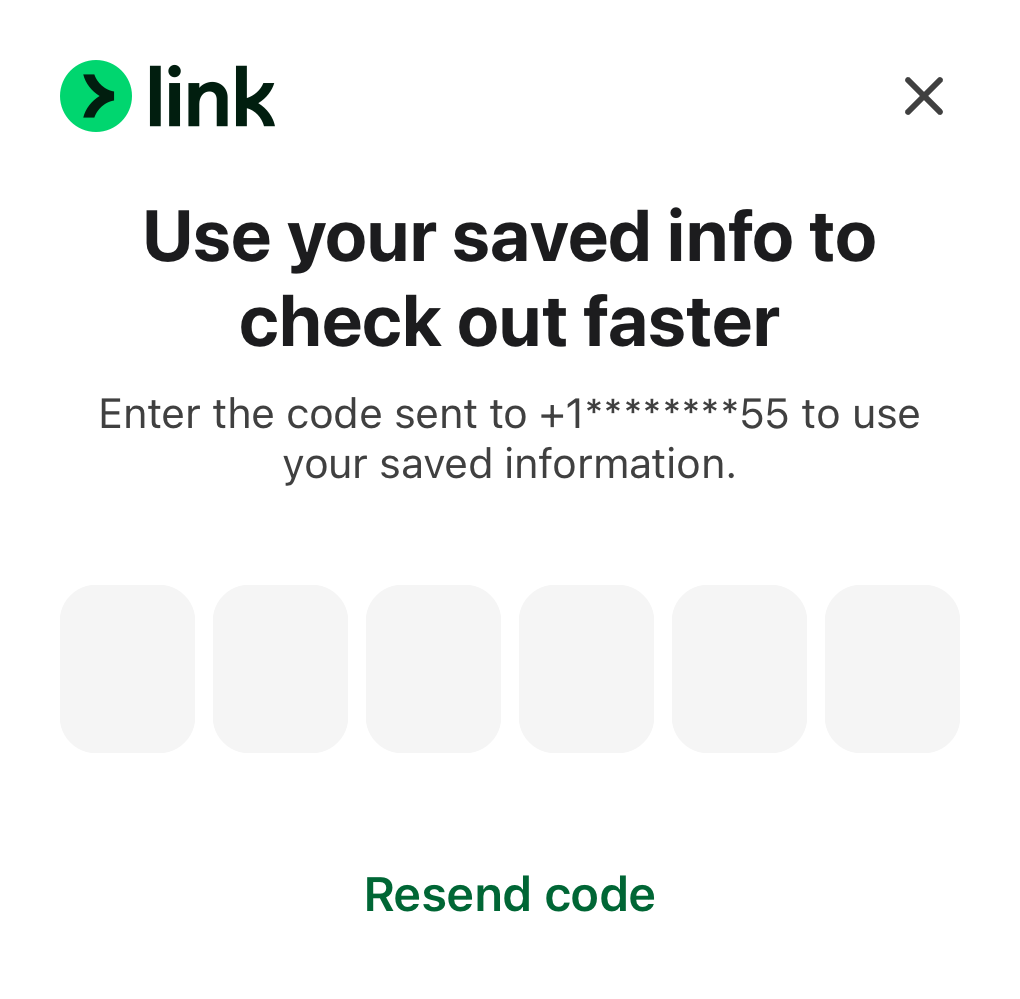 link
Use your saved info to
check out faster
Enter the code sent to +1********55 to use
your saved information.
Resend code